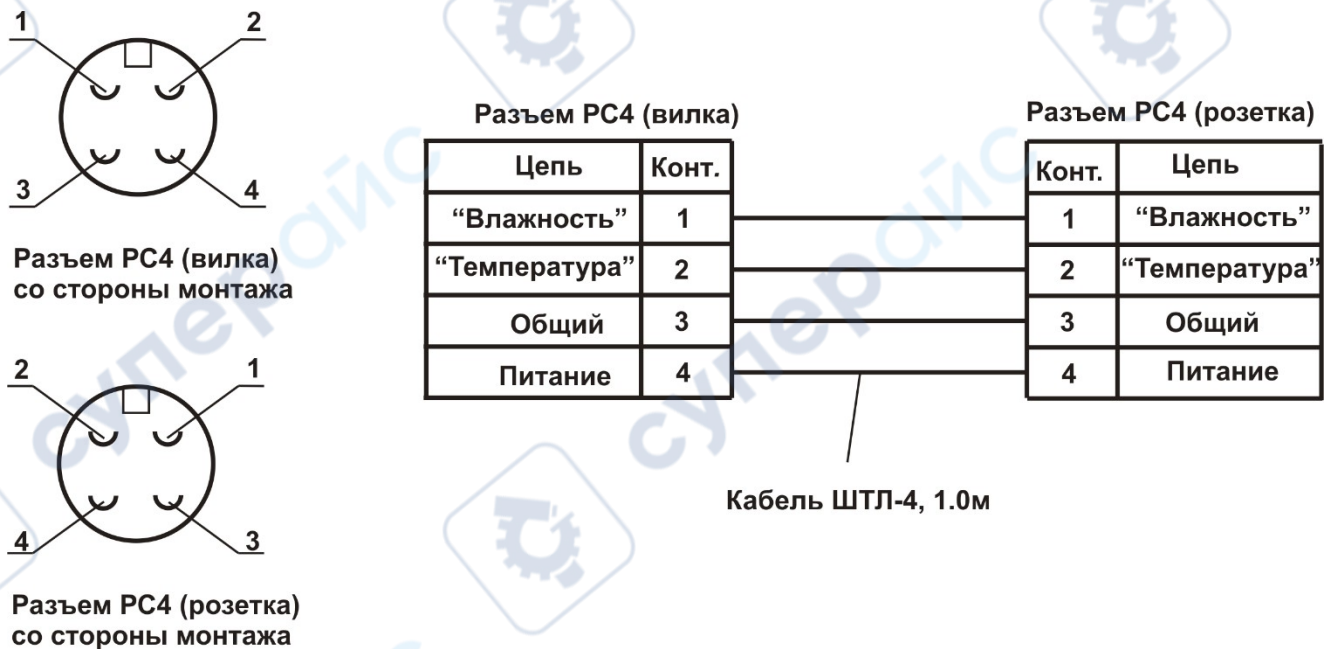 1 2
3 4
Разъем РС4 (вилка)
со стороны монтажа
2 1
4 3
Разъем РС4 (розетка)
со стороны монтажа
Разъем РС4 (вилка)
Цепь Конт.
“Влажность” 1
“Температура” 2
Общий 3
Питание 4
Разъем РС4 (розетка)
Конт. Цепь
1 “Влажность”
2 “Температура”
3 Общий
4 Питание
Кабель ШТЛ-4, 1.0м
суперайс
суперайс